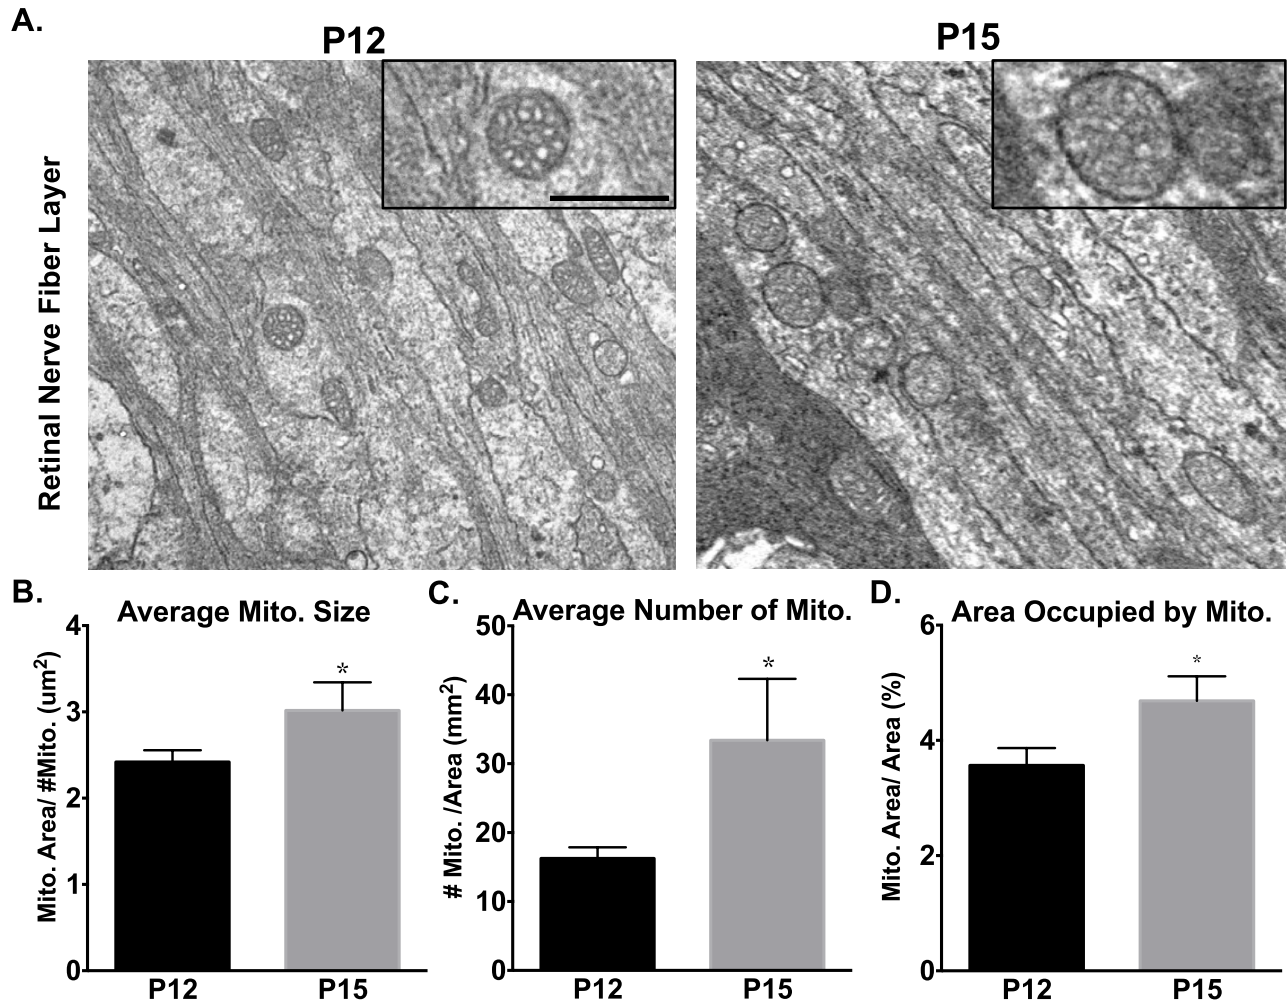 A.
P12
P15
Retinal Nerve Fiber Layer
B.
Average Mito. Size
Mito. Area/ #Mito. (um²)
4
3
2
1
0
*
P12
P15
C.
Average Number of Mito.
# Mito. /Area (mm²)
50
40
30
20
10
0
*
P12
P15
D.
Area Occupied by Mito.
Mito. Area/ Area (%)
6
4
2
0
*
P12
P15